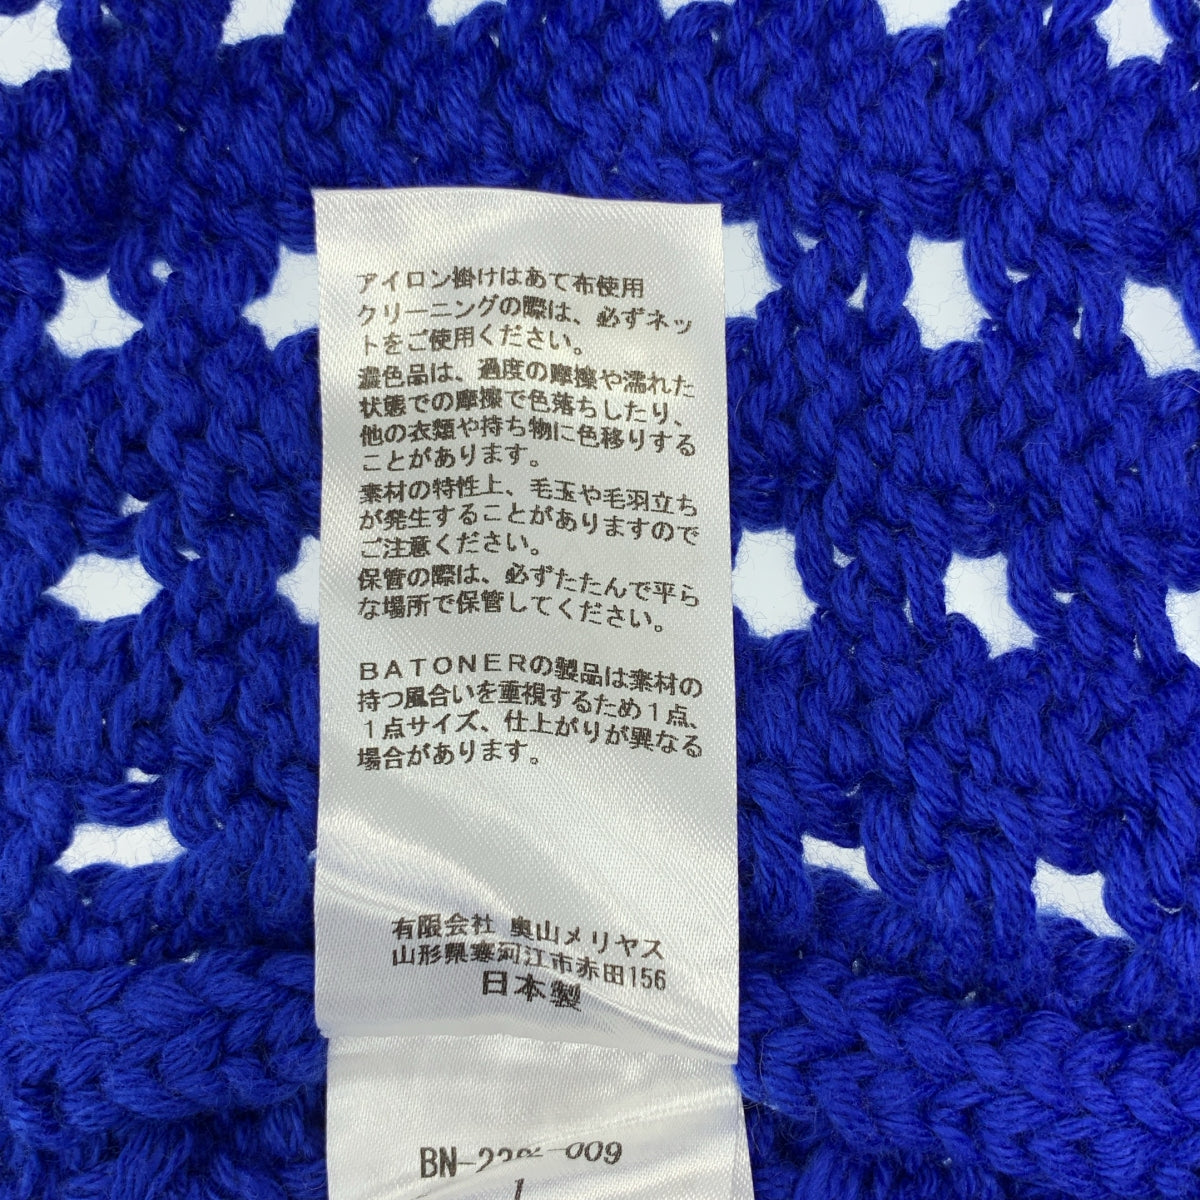 アイロン掛けはあて布使用
クリーニングの際は、必ずネッ
トをご使用ください。
濃色品は、過度の摩擦や濡れた
状態での摩擦で色落ちしたり、
他の衣類や持ち物に色移りする
ことがあります。
素材の特性上、毛玉や毛羽立ち
が発生することがありますので
ご注意ください。
保管の際は、必ずたたんで平ら
な場所で保管してください。
BATONERの製品は素材の
持つ風合いを重視するため1点、
1点サイズ、仕上がりが異なる
場合があります。
有限会社 奥山メリヤス
山形県寒河江市赤田156
日本製